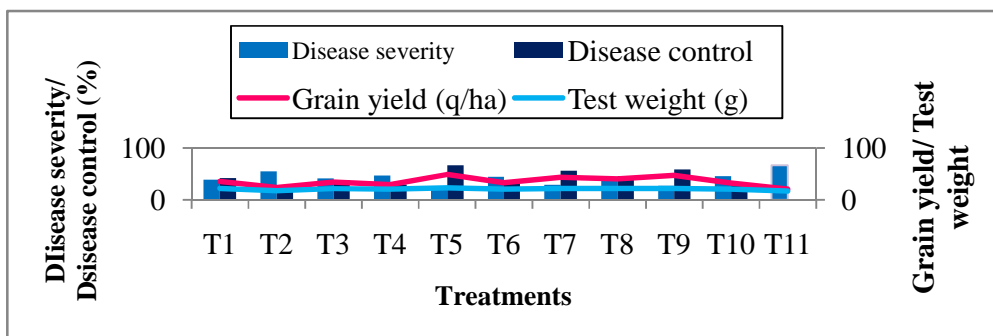 Disease severity
Disease control
Grain yield (q/ha)
Test weight (g)
DIsease severity/
Dsisease control (%)
100
0
100
0
Grain yield/ Test
weight
T1 T2 T3 T4 T5 T6 T7 T8 T9 T10 T11
Treatments